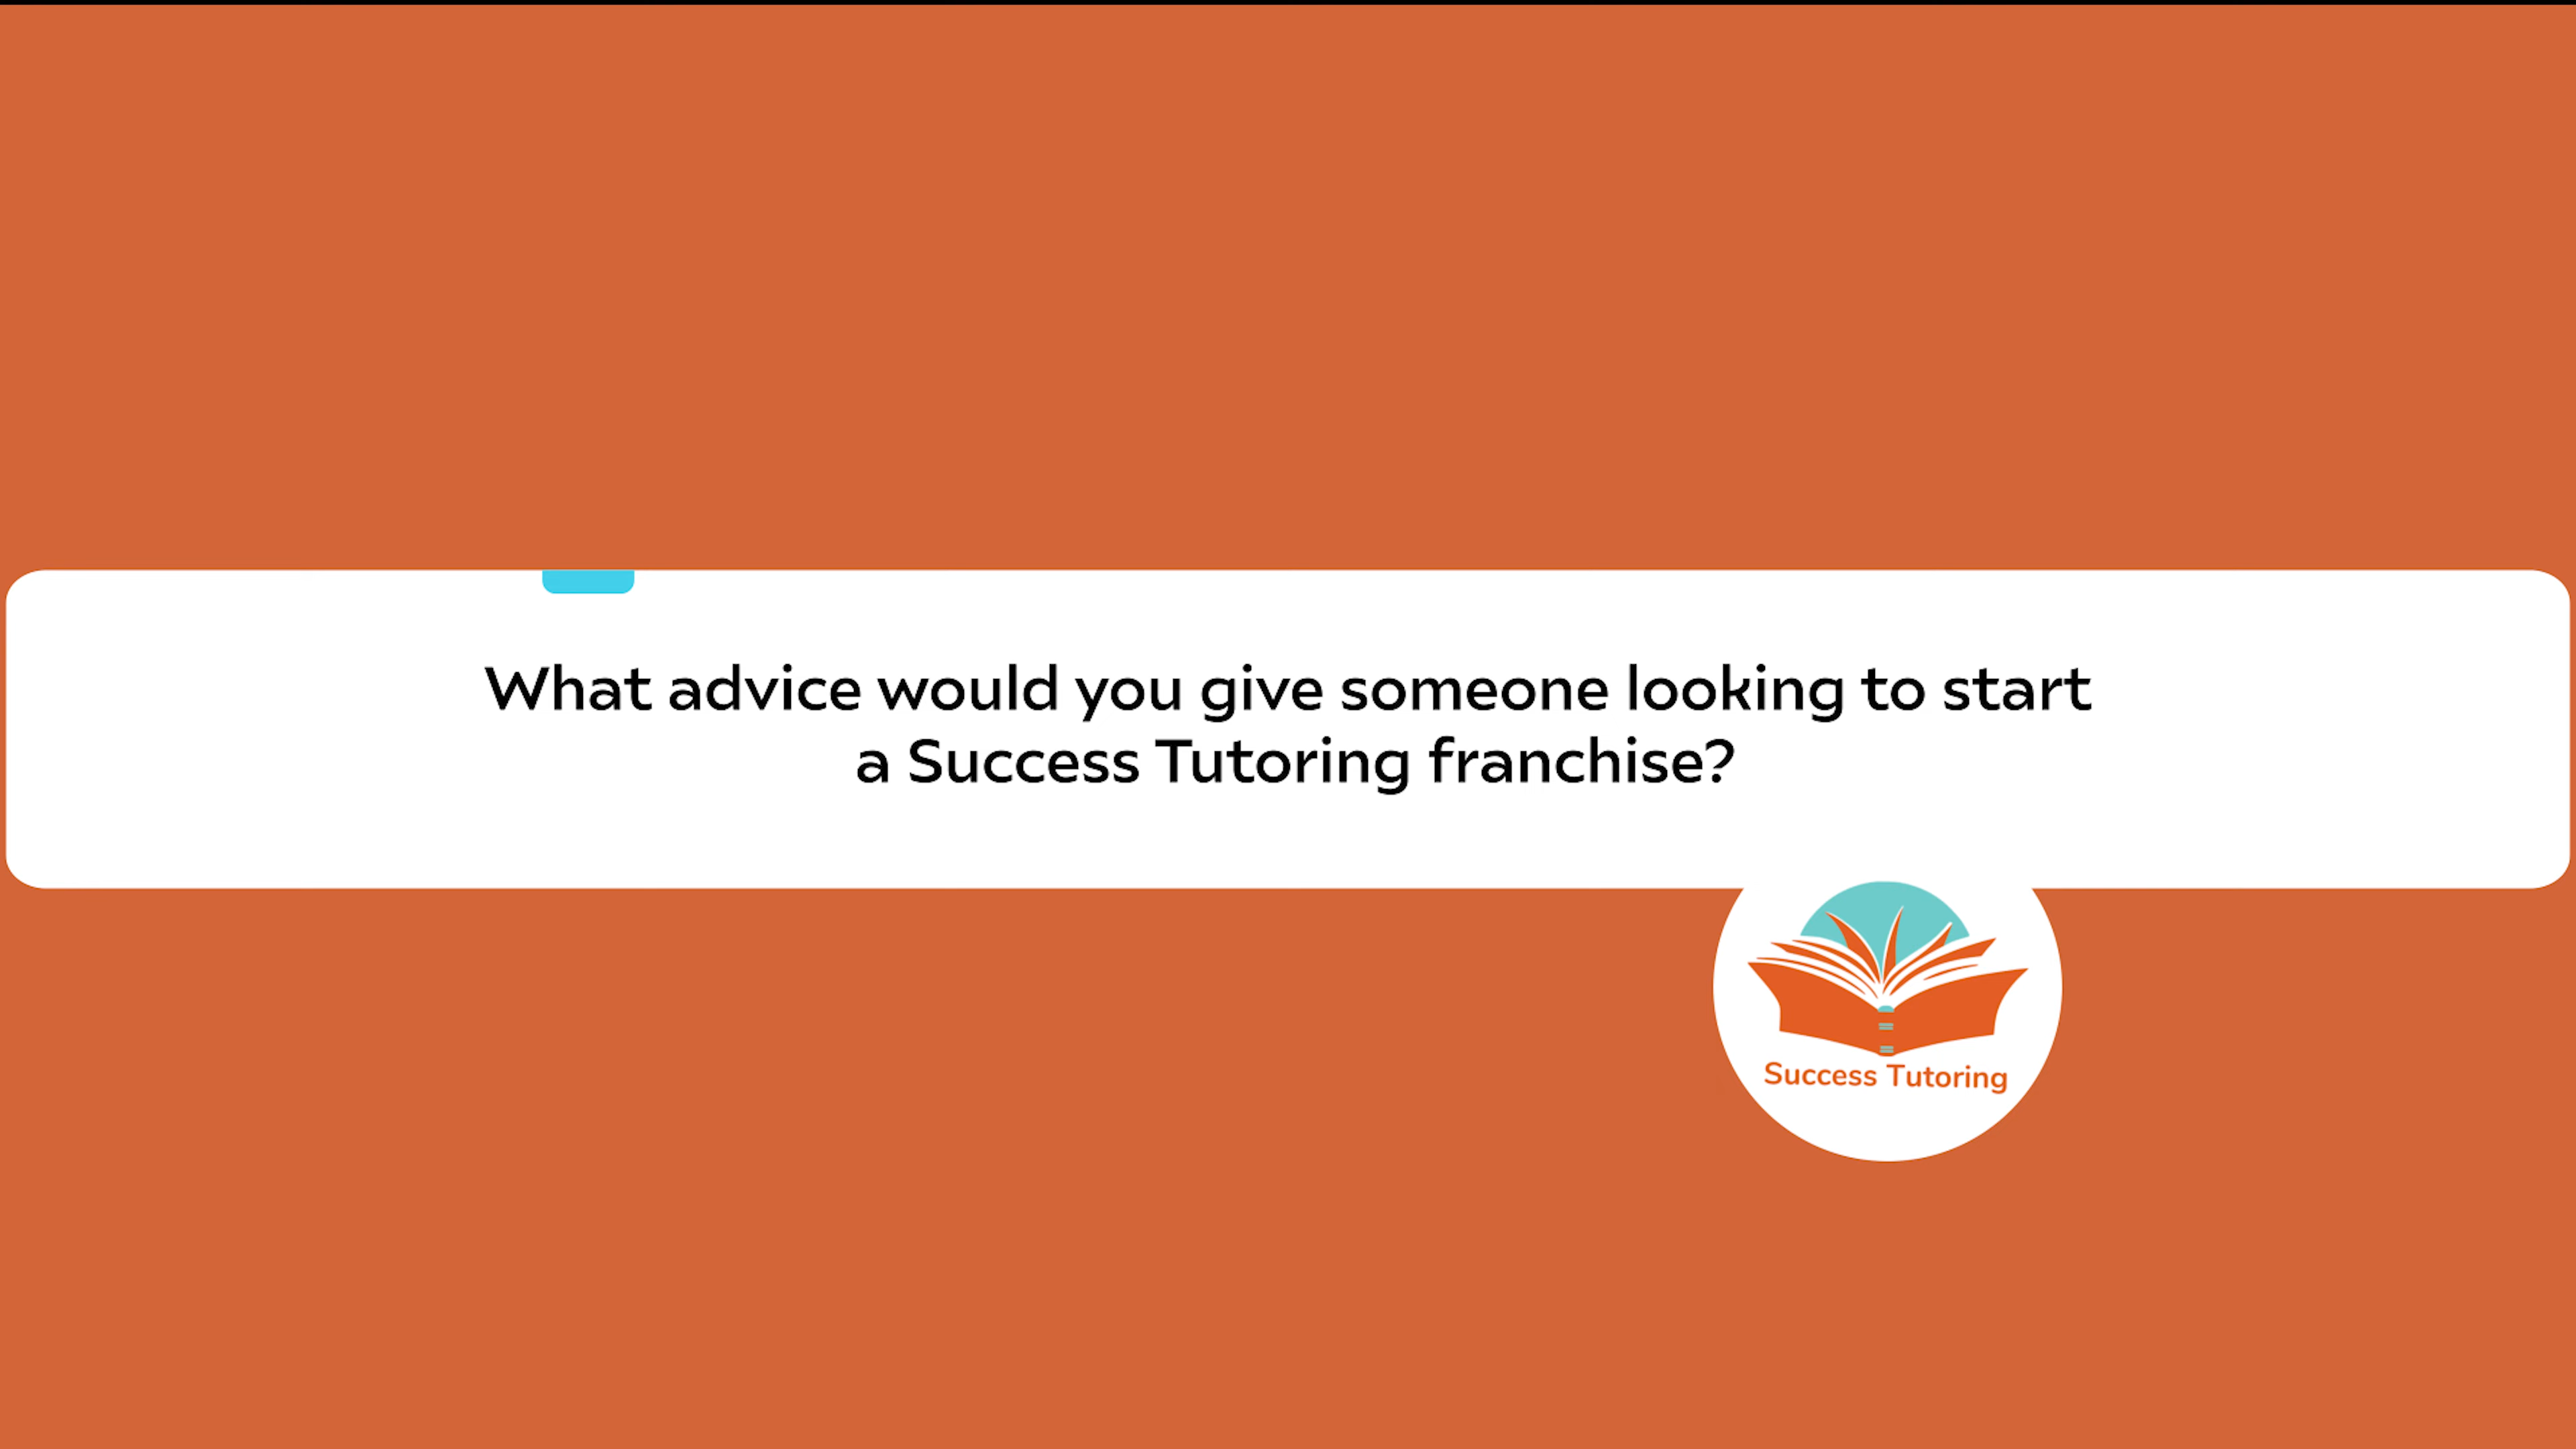 What advice would you give someone looking to start
a Success Tutoring franchise?
Success Tutoring